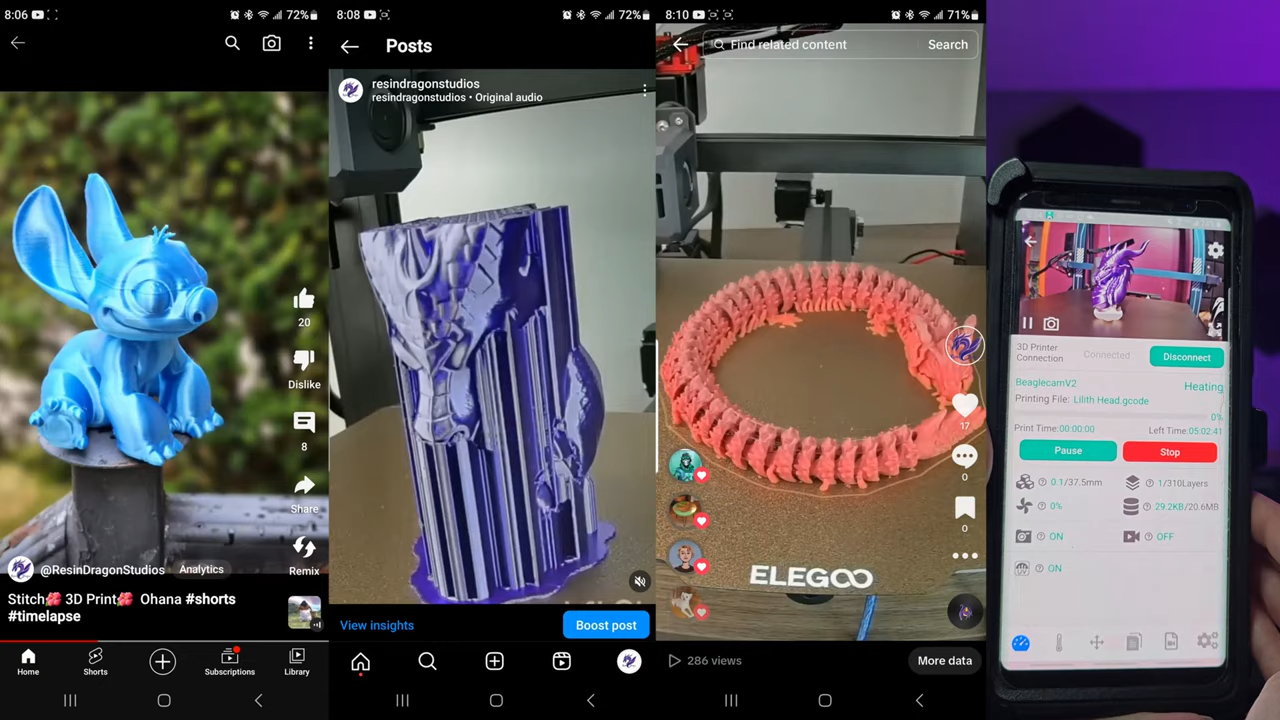 8:06
72%
20
Dislike
8
Share
Remix
@ResinDragonStudios
Analytics
Stitch🌺 3D Print🌺 Ohana #shorts
#timelapse
Home
Shorts
Subscriptions
Library
8:08
72%
Posts
resindragonstudios
resindragonstudios • Original audio
View insights
Boost post
8:10
71%
Find related content
Search
17
0
0
ELEGOO
286 views
More data
3D Printer
Connection
Connected
Disconnect
BeaglecamV2
Heating
Printing File: Lilith Head.gcode
0%
Print Time:00:00:00
Left Time:05:02:41
Pause
Stop
0.1/37.5mm
1/310Layers
0%
29.2KB/20.6MB
ON
OFF
ON